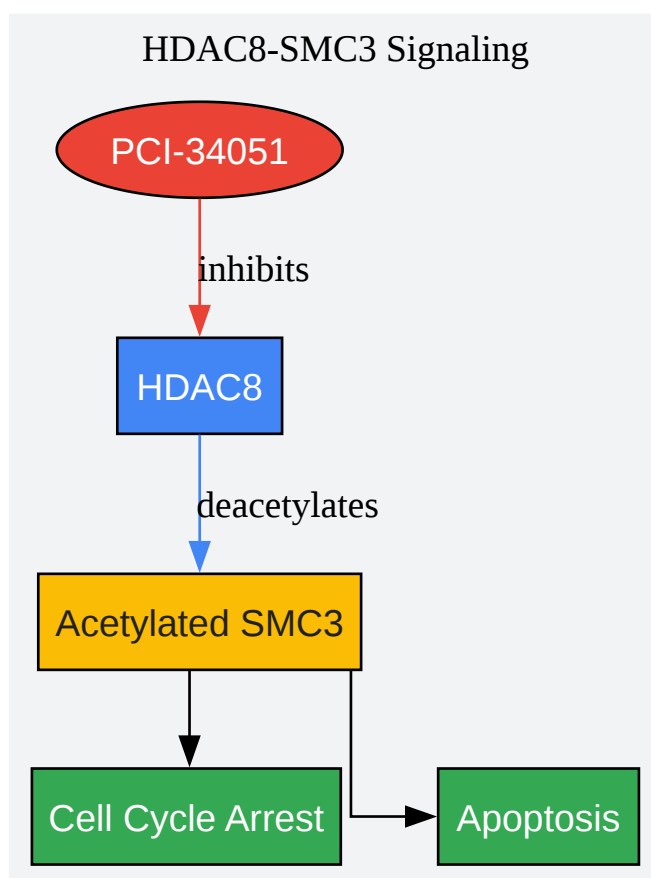 HDAC8-SMC3 Signaling
PCI-34051
inhibits
HDAC8
deacetylates
Acetylated SMC3
Cell Cycle Arrest
Apoptosis